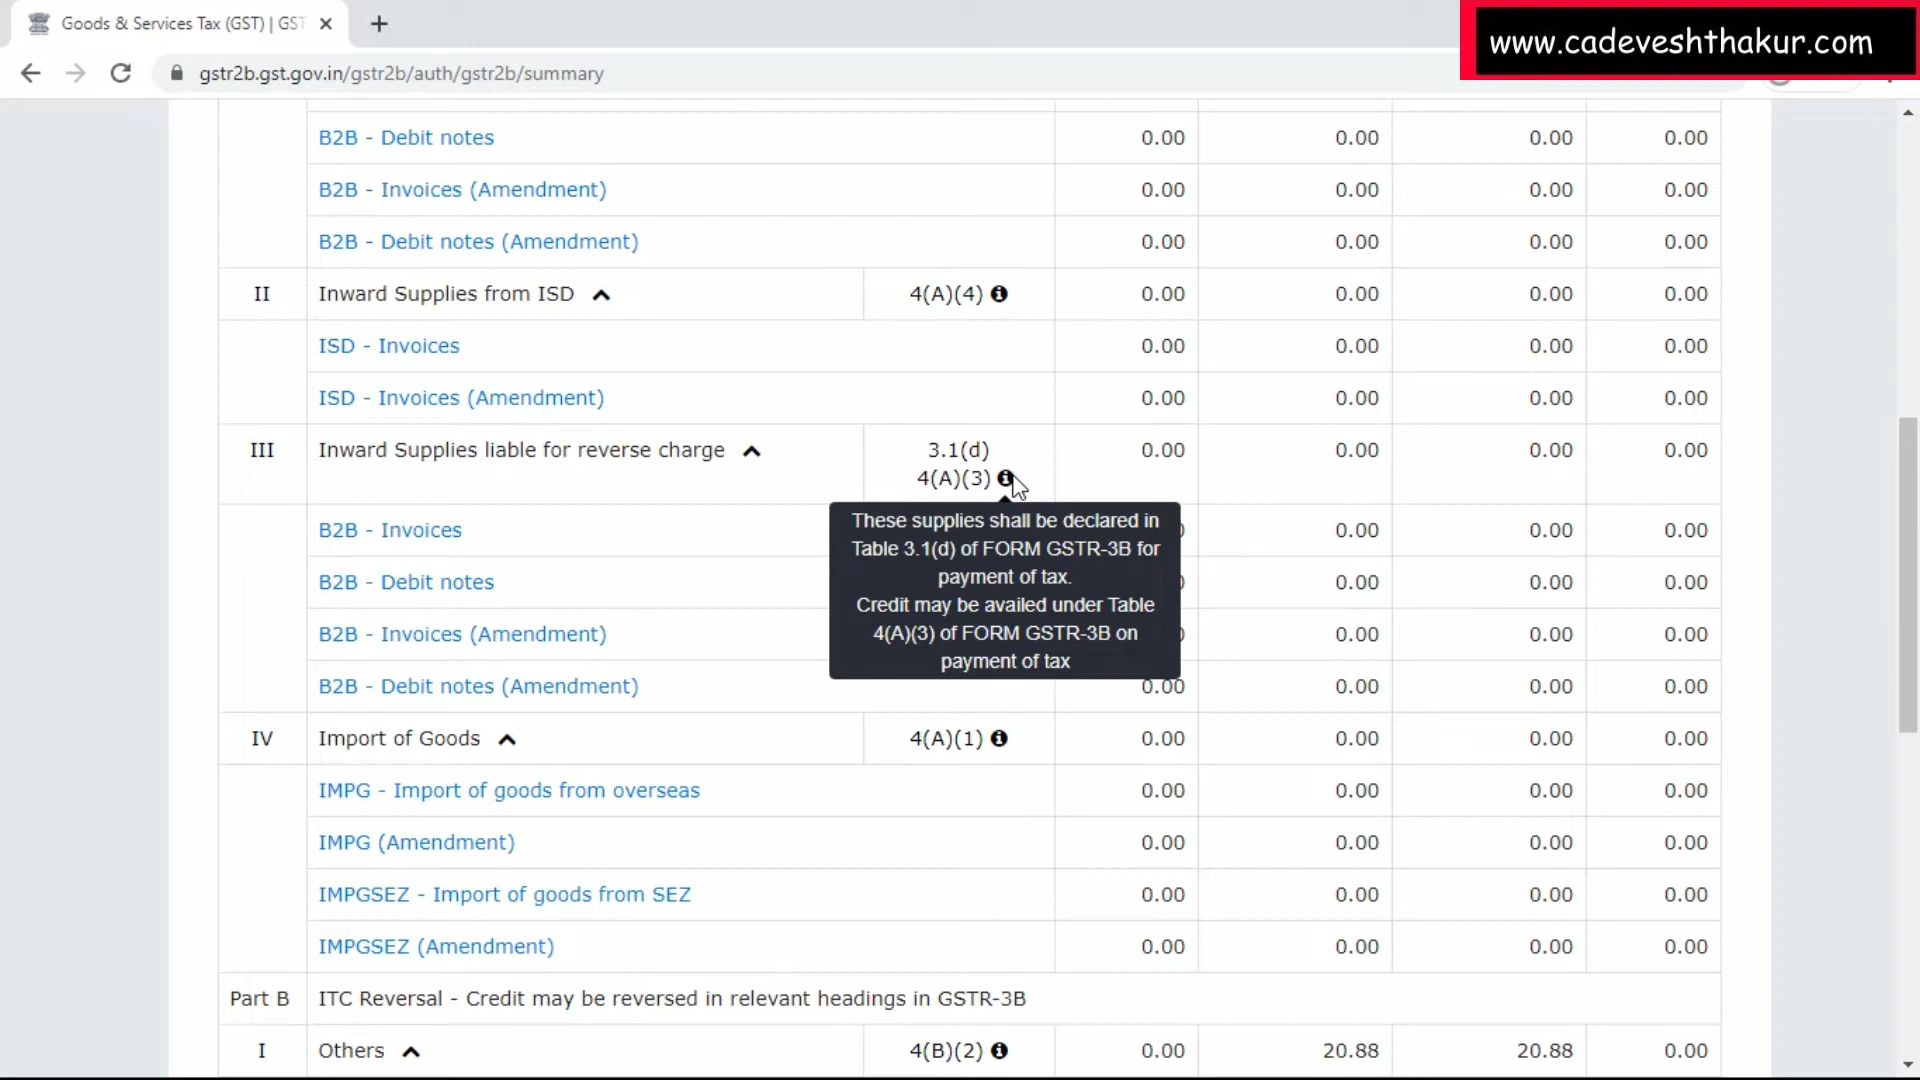 Goods & Services Tax (GST) | GST
www.cadeveshthakur.com
gstr2b.gst.gov.in/gstr2b/auth/gstr2b/summary
B2B - Debit notes 0.00 0.00 0.00 0.00
B2B - Invoices (Amendment) 0.00 0.00 0.00 0.00
B2B - Debit notes (Amendment) 0.00 0.00 0.00 0.00
II Inward Supplies from ISD 4(A)(4) 0.00 0.00 0.00 0.00
ISD - Invoices 0.00 0.00 0.00 0.00
ISD - Invoices (Amendment) 0.00 0.00 0.00 0.00
III Inward Supplies liable for reverse charge 3.1(d) 0.00 0.00 0.00 0.00
4(A)(3)
These supplies shall be declared in
Table 3.1(d) of FORM GSTR-3B for
payment of tax.
Credit may be availed under Table
4(A)(3) of FORM GSTR-3B on
payment of tax
B2B - Invoices 0.00 0.00 0.00
B2B - Debit notes 0.00 0.00 0.00
B2B - Invoices (Amendment) 0.00 0.00 0.00
B2B - Debit notes (Amendment) 0.00 0.00 0.00 0.00
IV Import of Goods 4(A)(1) 0.00 0.00 0.00 0.00
IMPG - Import of goods from overseas 0.00 0.00 0.00 0.00
IMPG (Amendment) 0.00 0.00 0.00 0.00
IMPGSEZ - Import of goods from SEZ 0.00 0.00 0.00 0.00
IMPGSEZ (Amendment) 0.00 0.00 0.00 0.00
Part B ITC Reversal - Credit may be reversed in relevant headings in GSTR-3B
I Others 4(B)(2) 0.00 20.88 20.88 0.00